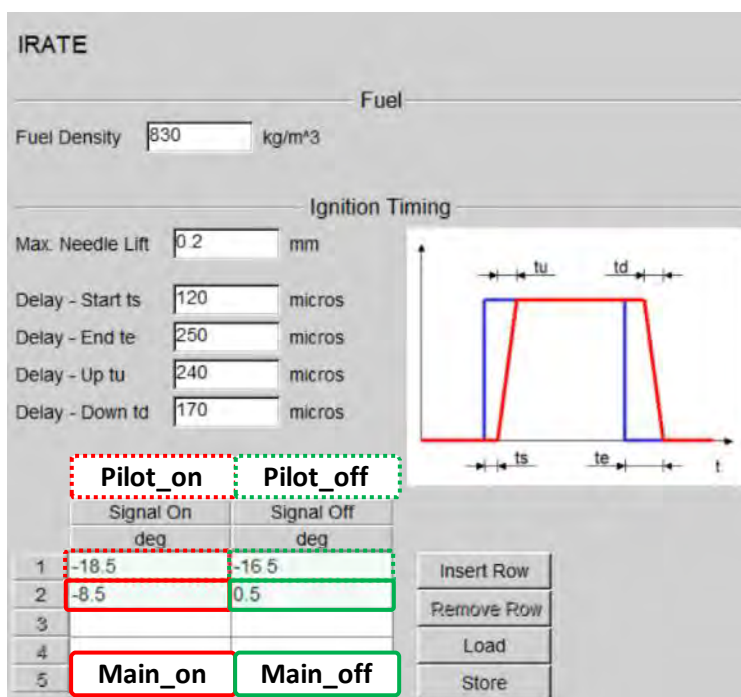 IRATE
Fuel
Fuel Density 830 kg/m^3
Ignition Timing
Max. Needle Lift 0.2 mm
Delay - Start ts 120 micros
Delay - End te 250 micros
Delay - Up tu 240 micros
Delay - Down td 170 micros
tu td
ts te t
Pilot_on Pilot_off
Signal On Signal Off
deg deg
1 -18.5 -16.5
2 -8.5 0.5
3
4
5
Main_on Main_off
Insert Row
Remove Row
Load
Store